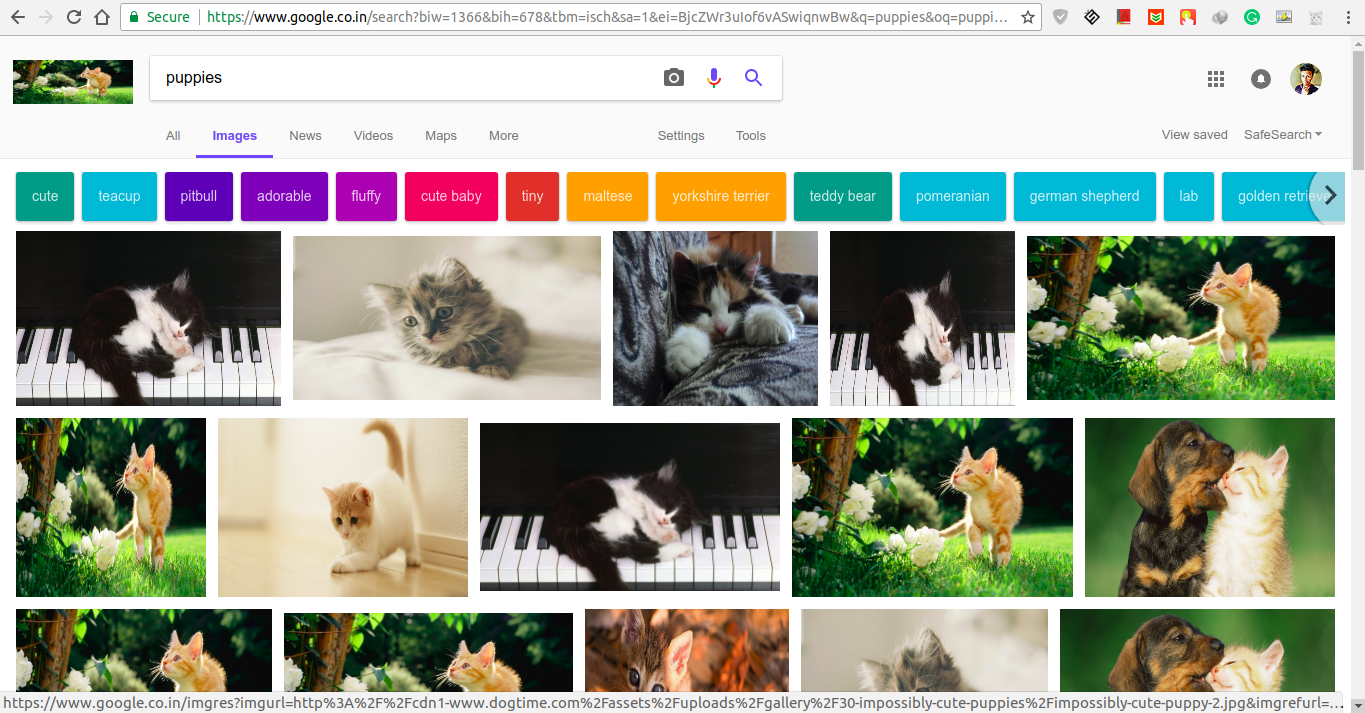 Secure https://www.google.co.in/search?biw=1366&bih=678&tbm=isch&sa=1&ei=BjcZWr3uIof6vASwiqnwBw&q=puppies&oq=puppi...
puppies
All Images News Videos Maps More Settings Tools View saved SafeSearch
cute teacup pitbull adorable fluffy cute baby tiny maltese yorkshire terrier teddy bear pomeranian german shepherd lab golden retrieve
https://www.google.co.in/imgres?imgurl=http%3A%2F%2Fcdn1-www.dogtime.com%2Fassets%2Fuploads%2Fgallery%2F30-impossibly-cute-puppies%2Fimpossibly-cute-puppy-2.jpg&imgrefurl=...